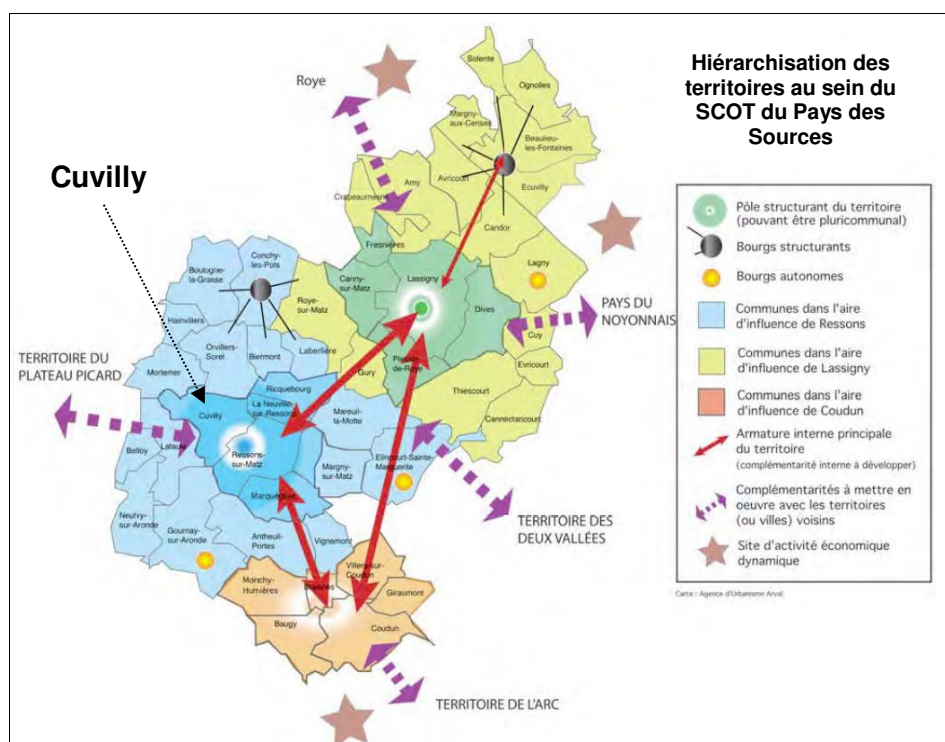 Hiérarchisation des
territoires au sein du
SCOT du Pays des
Sources
Cuvilly
Roye
Solente
Ognolles
Margny-
aux-Cerises
Beaulieu-
les-Fontaines
Avricourt
Ecuvilly
Amy
Crapeaumesnil
Candor
Fresnières
Lagny
Lassigny
Canny-
sur-Matz
Dives
Roye-
sur-Matz
Conchy-
les-Pots
Boulogne-
la-Grasse
PAYS DU
NOYONNAIS
Cuy
Hainvillers
Orvillers-
Sorel
Biermont
Laberlière
Plessis-
de-Roye
Evricourt
Gury
Thiescourt
Mortemer
TERRITOIRE DU
PLATEAU PICARD
Ricquebourg
La Neuville-
sur-Ressons
Cuvilly
Mareuil-
la-Motte
Cannectancourt
Belloy
Lataule
Ressons-
sur-Matz
Margny-
sur-Matz
Elincourt-Sainte-
Marguerite
Marquéglise
Neufvy-
sur-Aronde
Gournay-
sur-Aronde
Antheuil-
Portes
Vignemont
TERRITOIRE DES
DEUX VALLÉES
Villers-sur-
Coudun
Monchy-
Humières
Giraumont
Baugy
Coudun
TERRITOIRE DE L'ARC
Pôle structurant du territoire
(pouvant être pluricommunal)
Bourgs structurants
Bourgs autonomes
Communes dans l'aire
d'influence de Ressons
Communes dans l'aire
d'influence de Lassigny
Communes dans l'aire
d'influence de Coudun
Armature interne principale
du territoire
(complémentarité interne à développer)
Complémentarités à mettre en
oeuvre avec les territoires
(ou villes) voisins
Site d'activité économique
dynamique
Carte : Agence d'Urbanisme Arval